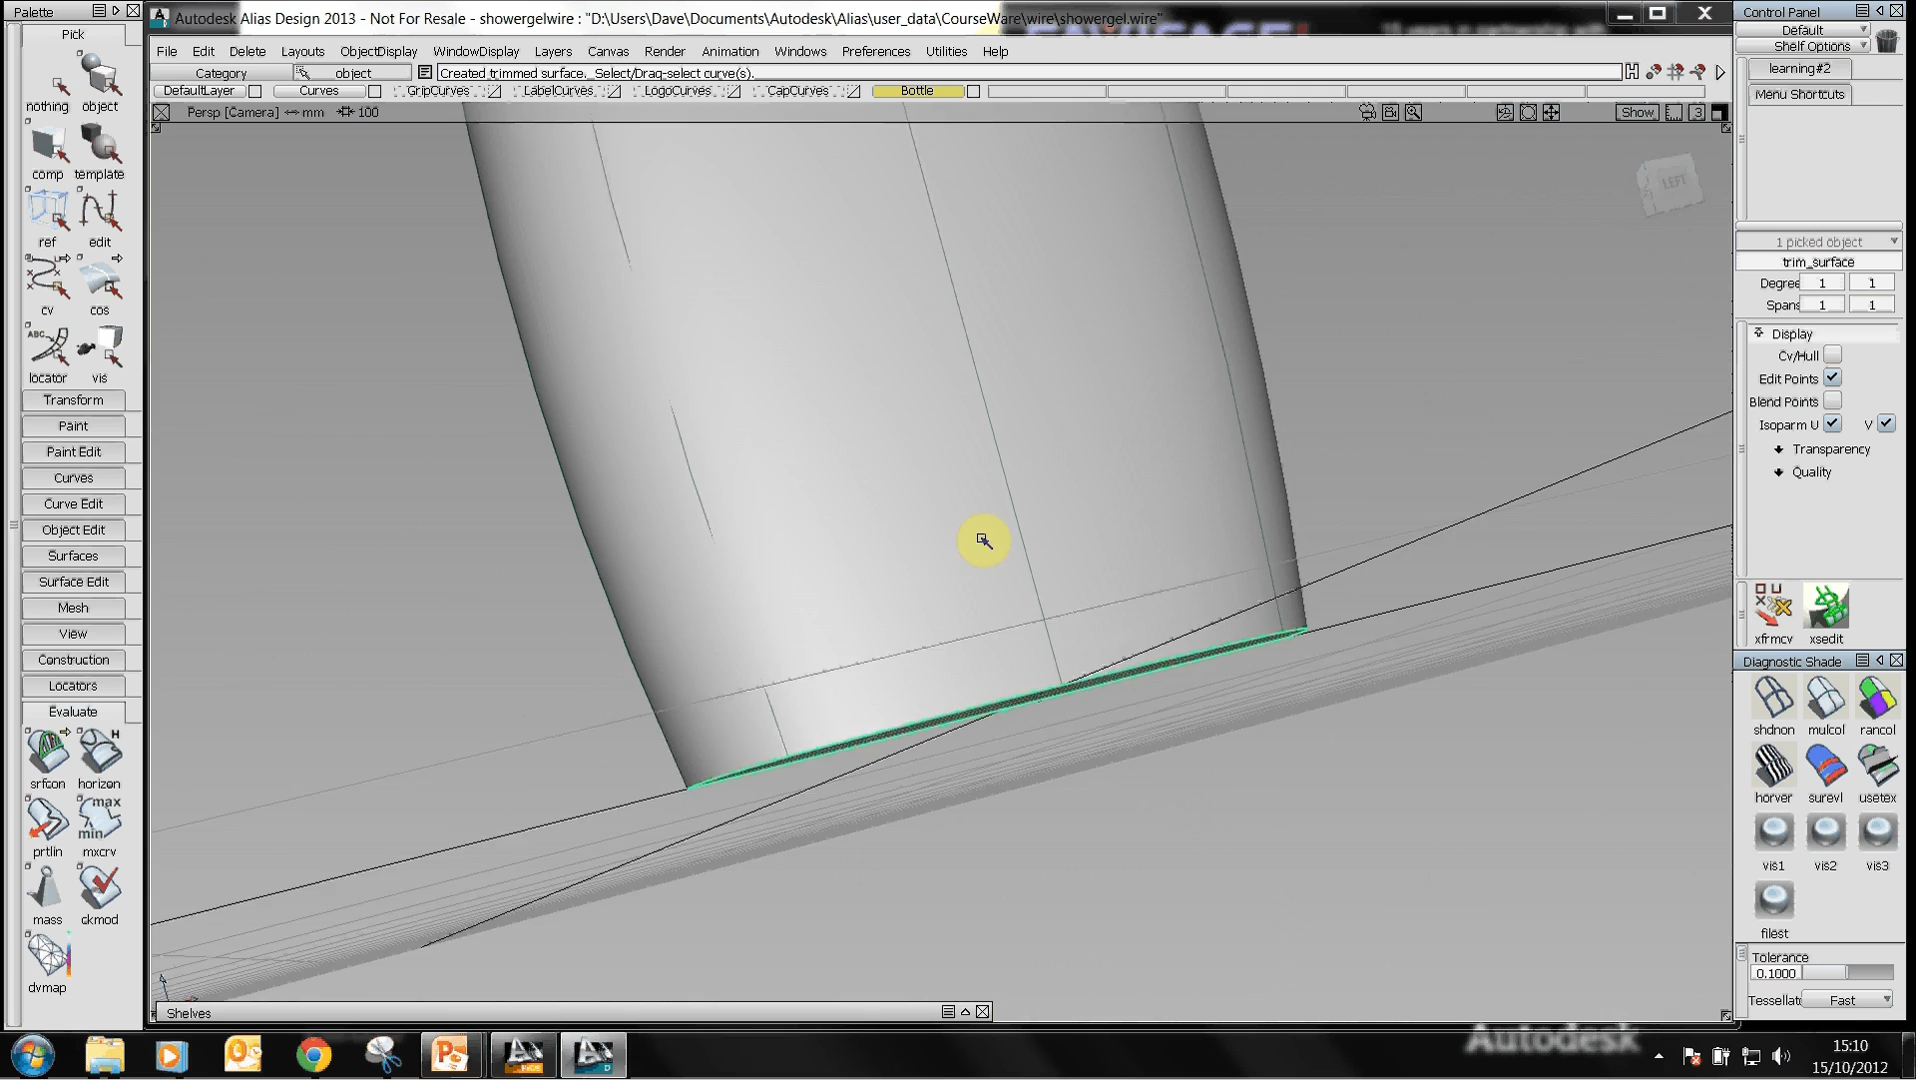 Palette
Autodesk Alias Design 2013 - Not For Resale - showergelwire : "D:\Users\Dave\Documents\Autodesk\Alias\user_data\CourseWare\wire\showergel.wire"
Control Panel
Pick
File Edit Delete Layouts ObjectDisplay WindowDisplay Layers Canvas Render Animation Windows Preferences Utilities Help
Default
Shelf Options
Category object Created trimmed surface. Select/Drag-select curve(s).
learning#2
DefaultLayer Curves GripCurves LabelCurves LogoCurves CapCurves Bottle
Menu Shortcuts
Persp [Camera] mm 100 Show 3
nothing object
comp template
ref edit
cv cos
ABC
locator vis
LEFT
1 picked object
trim_surface
Degree 1 1
Spans 1 1
Display
Cv/Hull
Edit Points
Blend Points
Isoparm U V
Transparency
Quality
Transform
Paint
Paint Edit
Curves
Curve Edit
Object Edit
Surfaces
Surface Edit
Mesh
View
Construction
Locators
Evaluate
xfrmcv xsedit
Diagnostic Shade
shdnon mulcol rancol
horver surevl usetex
vis1 vis2 vis3
filest
Tolerance
0.1000
Tessellat Fast
srfcon horizon
max
min
prtlin mxcrv
mass ckmod
dvmap
Shelves
Autodesk
15:10
15/10/2012